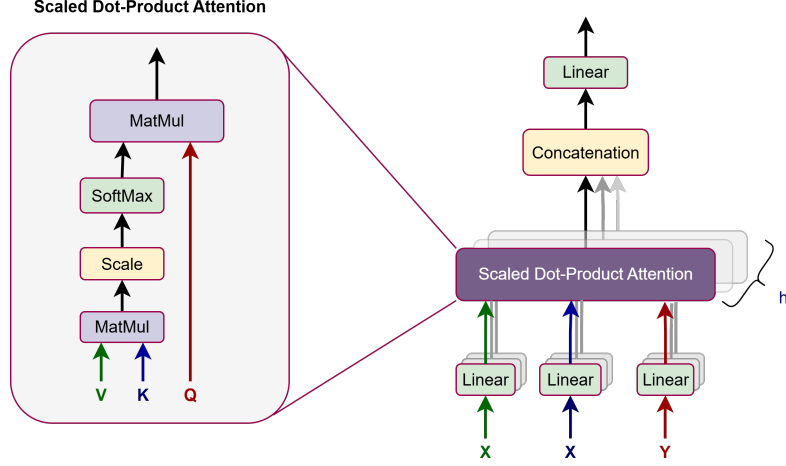 Scaled Dot-Product Attention
MatMul
SoftMax
Scale
MatMul
V K Q
Linear
Concatenation
Scaled Dot-Product Attention
h
Linear Linear Linear
X X Y